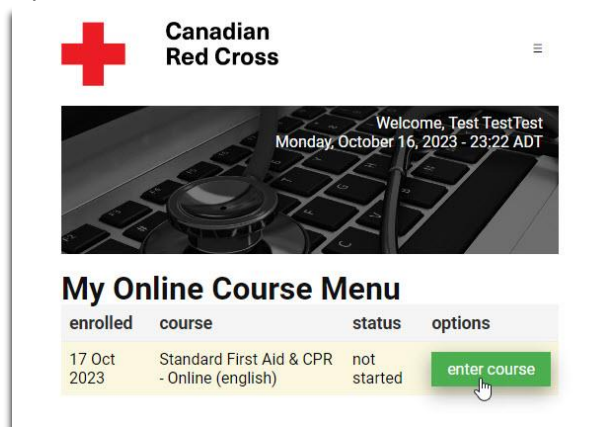 Canadian
Red Cross
Welcome, Test TestTest
Monday, October 16, 2023 - 23:22 ADT
My Online Course Menu
enrolled course status options
17 Oct 2023 Standard First Aid & CPR - Online (english) not started enter course